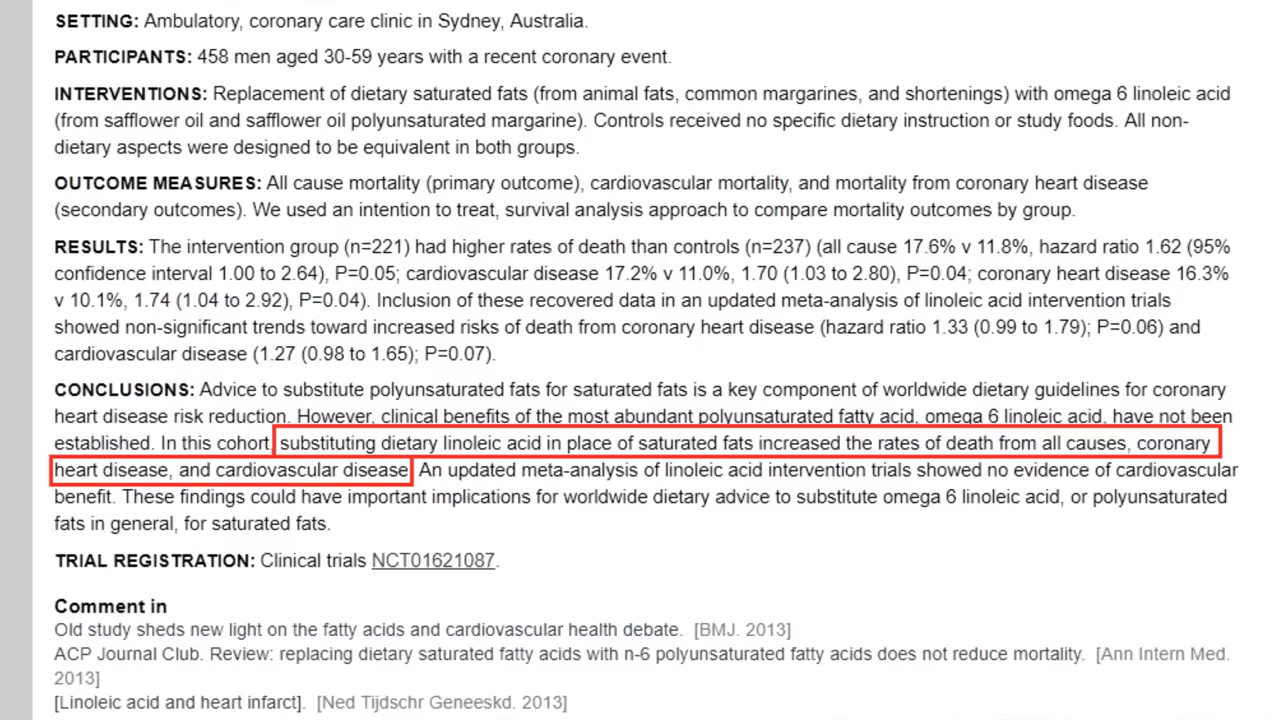 SETTING: Ambulatory, coronary care clinic in Sydney, Australia.
PARTICIPANTS: 458 men aged 30-59 years with a recent coronary event.
INTERVENTIONS: Replacement of dietary saturated fats (from animal fats, common margarines, and shortenings) with omega 6 linoleic acid
(from safflower oil and safflower oil polyunsaturated margarine). Controls received no specific dietary instruction or study foods. All non-
dietary aspects were designed to be equivalent in both groups.
OUTCOME MEASURES: All cause mortality (primary outcome), cardiovascular mortality, and mortality from coronary heart disease
(secondary outcomes). We used an intention to treat, survival analysis approach to compare mortality outcomes by group.
RESULTS: The intervention group (n=221) had higher rates of death than controls (n=237) (all cause 17.6% v 11.8%, hazard ratio 1.62 (95%
confidence interval 1.00 to 2.64), P=0.05; cardiovascular disease 17.2% v 11.0%, 1.70 (1.03 to 2.80), P=0.04; coronary heart disease 16.3%
v 10.1%, 1.74 (1.04 to 2.92), P=0.04). Inclusion of these recovered data in an updated meta-analysis of linoleic acid intervention trials
showed non-significant trends toward increased risks of death from coronary heart disease (hazard ratio 1.33 (0.99 to 1.79); P=0.06) and
cardiovascular disease (1.27 (0.98 to 1.65); P=0.07).
CONCLUSIONS: Advice to substitute polyunsaturated fats for saturated fats is a key component of worldwide dietary guidelines for coronary
heart disease risk reduction. However, clinical benefits of the most abundant polyunsaturated fatty acid, omega 6 linoleic acid, have not been
established. In this cohort substituting dietary linoleic acid in place of saturated fats increased the rates of death from all causes, coronary
heart disease, and cardiovascular disease An updated meta-analysis of linoleic acid intervention trials showed no evidence of cardiovascular
benefit. These findings could have important implications for worldwide dietary advice to substitute omega 6 linoleic acid, or polyunsaturated
fats in general, for saturated fats.
TRIAL REGISTRATION: Clinical trials NCT01621087.
Comment in
Old study sheds new light on the fatty acids and cardiovascular health debate. [BMJ. 2013]
ACP Journal Club. Review: replacing dietary saturated fatty acids with n-6 polyunsaturated fatty acids does not reduce mortality. [Ann Intern Med.
2013]
[Linoleic acid and heart infarct]. [Ned Tijdschr Geneeskd. 2013]